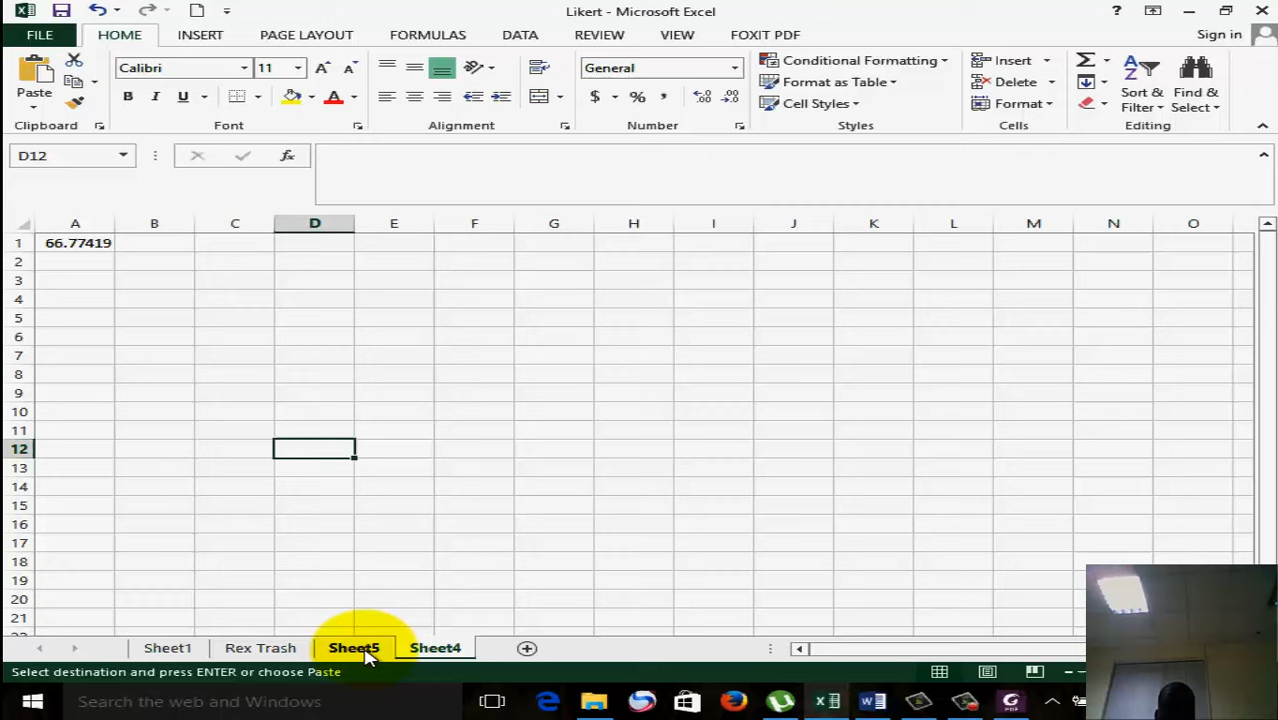 Likert - Microsoft Excel
?
FILE HOME INSERT PAGE LAYOUT FORMULAS DATA REVIEW VIEW FOXIT PDF Sign in
Paste
Calibri 11
B I U A
General
$ % ,
Conditional Formatting
Format as Table
Cell Styles
Insert
Delete
Format
Sort & Filter
Find & Select
Clipboard Font Alignment Number Styles Cells Editing
D12 fx
A B C D E F G H I J K L M N O
1 66.77419
2
3
4
5
6
7
8
9
10
11
12
13
14
15
16
17
18
19
20
21
Sheet1 Rex Trash Sheet5 Sheet4
Select destination and press ENTER or choose Paste
Search the web and Windows